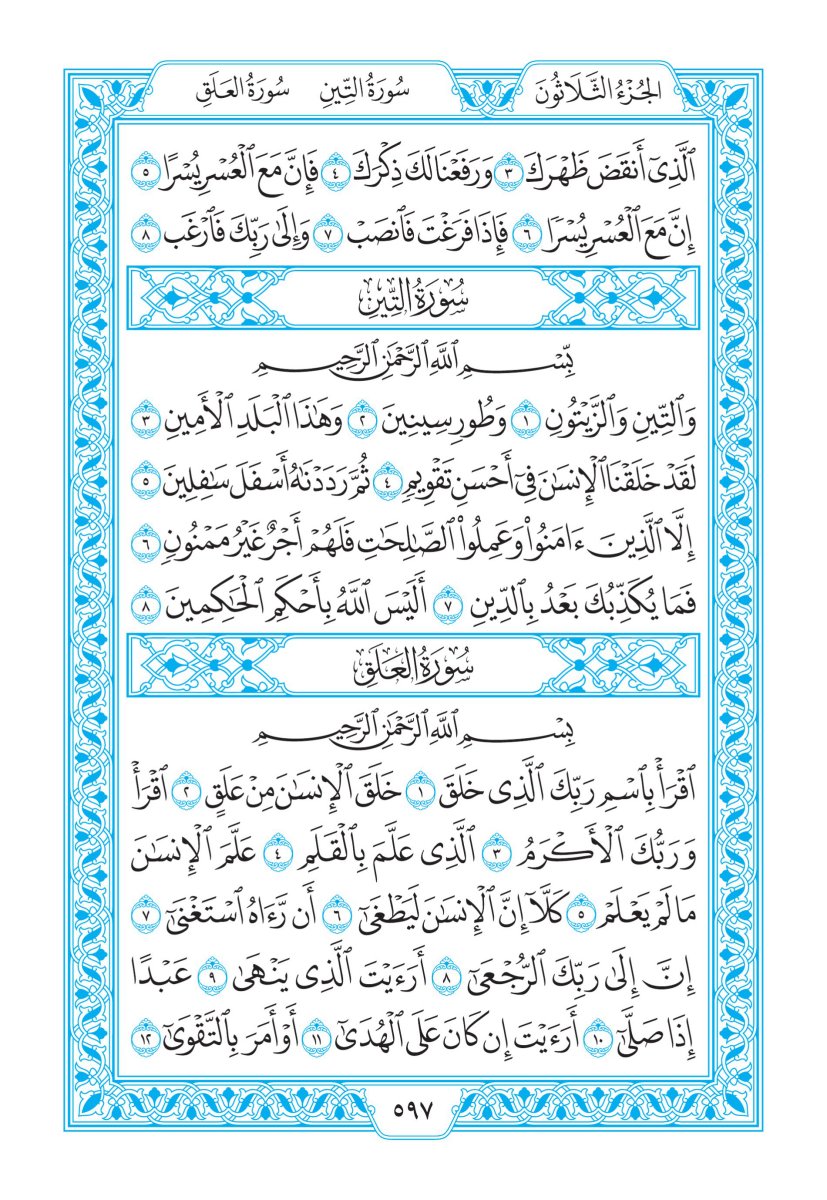 الجُزْءُ الثَّلَاثُونَ سُورَةُ التِّينِ سُورَةُ العَلَقِ
ٱلَّذِىٓ أَنقَضَ ظَهْرَكَ ٣ وَرَفَعْنَا لَكَ ذِكْرَكَ ٤ فَإِنَّ مَعَ ٱلْعُسْرِ يُسْرًا ٥
إِنَّ مَعَ ٱلْعُسْرِ يُسْرًا ٦ فَإِذَا فَرَغْتَ فَٱنصَبْ ٧ وَإِلَىٰ رَبِّكَ فَٱرْغَب ٨
سُورَةُ التِّينِ
بِّسْمِ ٱللَّهِ ٱلرَّحْمَٰنِ ٱلرَّحِيمِ
وَٱلتِّينِ وَٱلزَّيْتُونِ ١ وَطُورِ سِينِينَ ٢ وَهَٰذَا ٱلْبَلَدِ ٱلْأَمِينِ ٣
لَقَدْ خَلَقْنَا ٱلْإِنسَٰنَ فِىٓ أَحْسَنِ تَقْوِيمٍ ٤ ثُمَّ رَدَدْنَٰهُ أَسْفَلَ سَٰفِلِينَ ٥
إِلَّا ٱلَّذِينَ ءَامَنُوا۟ وَعَمِلُوا۟ ٱلصَّٰلِحَٰتِ فَلَهُمْ أَجْرٌ غَيْرُ مَمْنُونٍ ٦
فَمَا يُكَذِّبُكَ بَعْدُ بِٱلدِّينِ ٧ أَلَيْسَ ٱللَّهُ بِأَحْكَمِ ٱلْحَٰكِمِينَ ٨
سُورَةُ العَلَقِ
بِسْمِ ٱللَّهِ ٱلرَّحْمَٰنِ ٱلرَّحِيمِ
ٱقْرَأْ بِٱسْمِ رَبِّكَ ٱلَّذِى خَلَقَ ١ خَلَقَ ٱلْإِنسَٰنَ مِنْ عَلَقٍ ٢ ٱقْرَأْ
وَرَبُّكَ ٱلْأَكْرَمُ ٣ ٱلَّذِى عَلَّمَ بِٱلْقَلَمِ ٤ عَلَّمَ ٱلْإِنسَٰنَ
مَا لَمْ يَعْلَمْ ٥ كَلَّآ إِنَّ ٱلْإِنسَٰنَ لَيَطْغَىٰٓ ٦ أَن رَّءَاهُ ٱسْتَغْنَىٰٓ ٧
إِنَّ إِلَىٰ رَبِّكَ ٱلرُّجْعَىٰٓ ٨ أَرَءَيْتَ ٱلَّذِى يَنْهَىٰ ٩ عَبْدًا
إِذَا صَلَّىٰٓ ١٠ أَرَءَيْتَ إِن كَانَ عَلَى ٱلْهُدَىٰٓ ١١ أَوْ أَمَرَ بِٱلتَّقْوَىٰٓ ١٢
٥٩٧